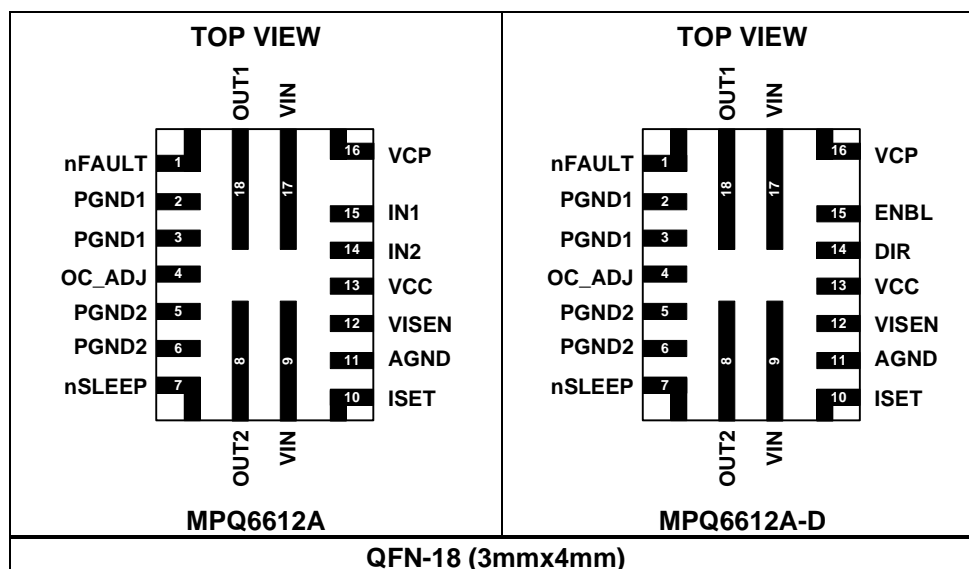 TOP VIEW
OUT1
VIN
nFAULT
PGND1
PGND1
OC_ADJ
PGND2
PGND2
nSLEEP
1
2
3
4
5
6
7
18
17
8
9
16
15
14
13
12
11
10
VCP
IN1
IN2
VCC
VISEN
AGND
ISET
OUT2
VIN
MPQ6612A
TOP VIEW
OUT1
VIN
nFAULT
PGND1
PGND1
OC_ADJ
PGND2
PGND2
nSLEEP
1
2
3
4
5
6
7
18
17
8
9
16
15
14
13
12
11
10
VCP
ENBL
DIR
VCC
VISEN
AGND
ISET
OUT2
VIN
MPQ6612A-D
QFN-18 (3mmx4mm)